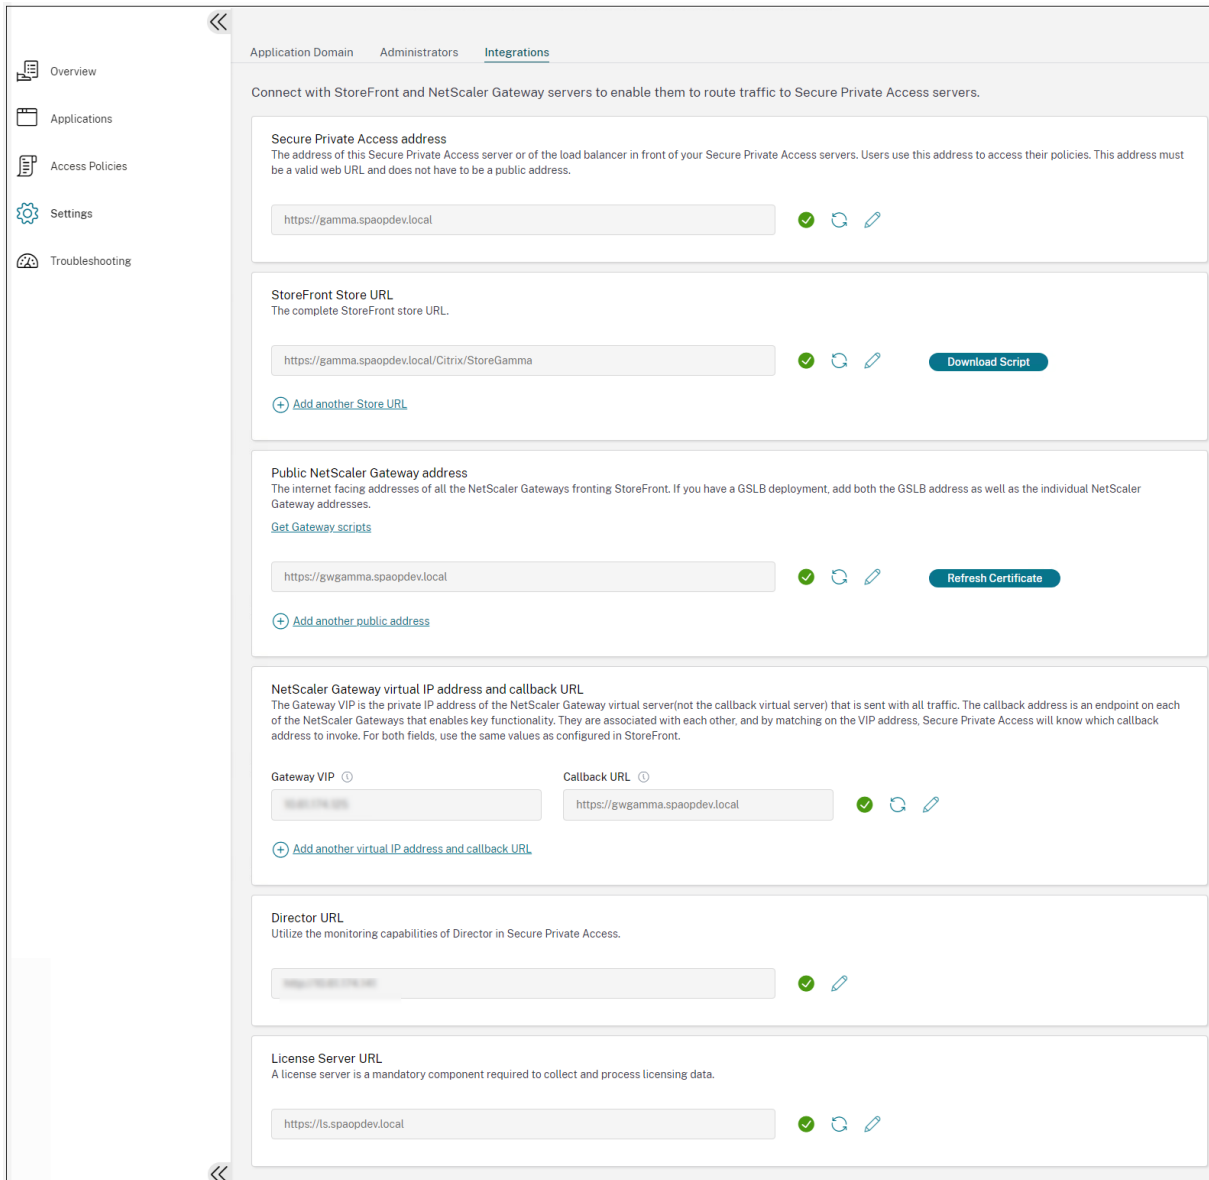 Overview
Applications
Access Policies
Settings
Troubleshooting
Application Domain Administrators Integrations
Connect with StoreFront and NetScaler Gateway servers to enable them to route traffic to Secure Private Access servers.
Secure Private Access address
The address of this Secure Private Access server or of the load balancer in front of your Secure Private Access servers. Users use this address to access their policies. This address must
be a valid web URL and does not have to be a public address.
https://gamma.spaopdev.local
StoreFront Store URL
The complete StoreFront store URL.
https://gamma.spaopdev.local/Citrix/StoreGamma
Download Script
Add another Store URL
Public NetScaler Gateway address
The internet facing addresses of all the NetScaler Gateways fronting StoreFront. If you have a GSLB deployment, add both the GSLB address as well as the individual NetScaler
Gateway addresses.
Get Gateway scripts
https://gwgamma.spaopdev.local
Refresh Certificate
Add another public address
NetScaler Gateway virtual IP address and callback URL
The Gateway VIP is the private IP address of the NetScaler Gateway virtual server(not the callback virtual server) that is sent with all traffic. The callback address is an endpoint on each
of the NetScaler Gateways that enables key functionality. They are associated with each other, and by matching on the VIP address, Secure Private Access will know which callback
address to invoke. For both fields, use the same values as configured in StoreFront.
Gateway VIP Callback URL
https://gwgamma.spaopdev.local
Add another virtual IP address and callback URL
Director URL
Utilize the monitoring capabilities of Director in Secure Private Access.
License Server URL
A license server is a mandatory component required to collect and process licensing data.
https://ls.spaopdev.local